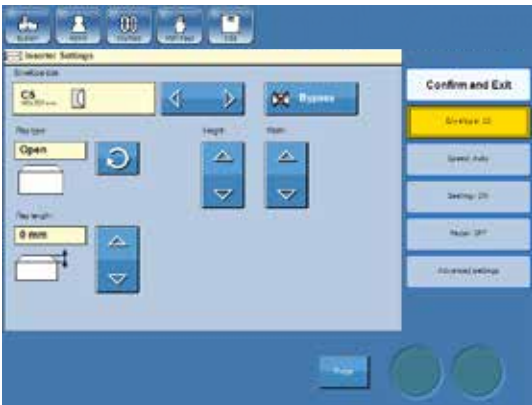 Inserter Settings
Envelope size
C5
Bypass
Confirm and Exit
Envelope: C5
Flap type
Open
Height
Width
Speed: Auto
Sealing: ON
Flap length
0 mm
Repair: OFF
Advanced settings